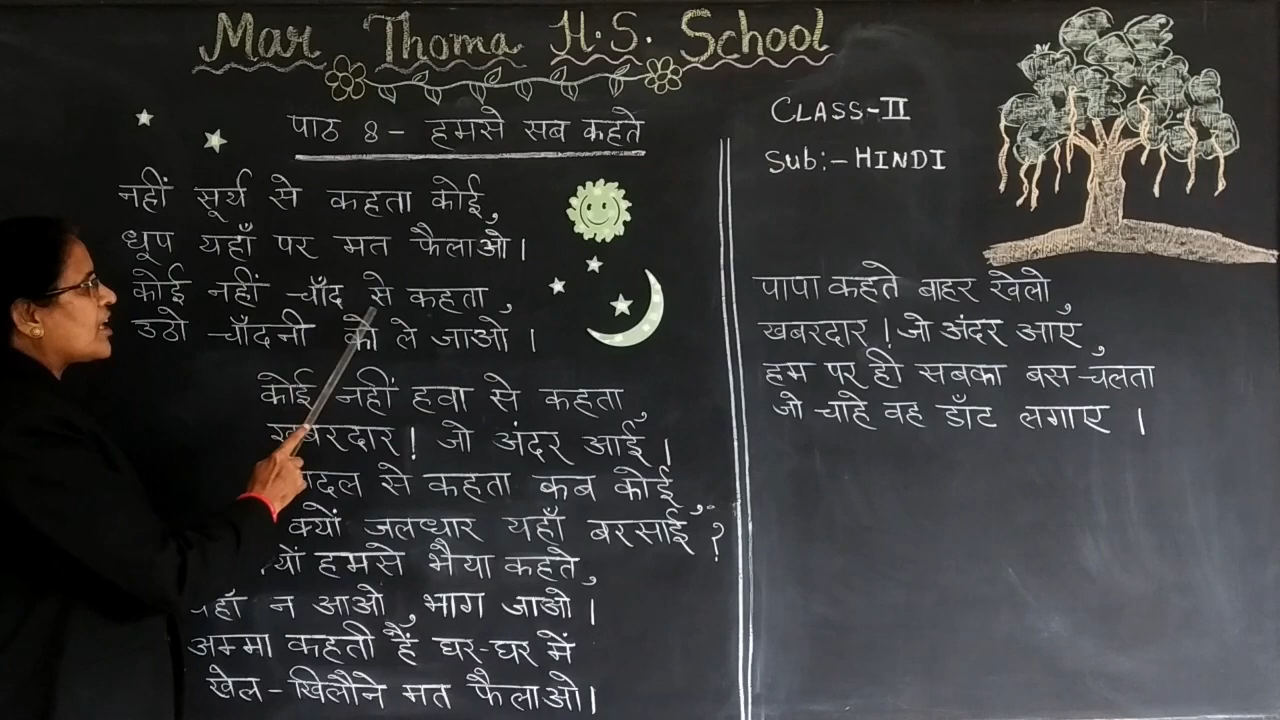 Mar Thoma H.S. School
CLASS-II
Sub:- HINDI
पाठ 8 - हमसे सब कहते
नहीं सूर्य से कहता कोई,
धूप यहाँ पर मत फैलाओ।
कोई नहीं चाँद से कहता,
उठो चाँदनी को ले जाओ।
कोई नहीं हवा से कहता,
खबरदार! जो अंदर आई।
से कहता कब कोई,
क्यों जलधार यहाँ बरसाई?
हमसे भैया कहते,
न आओ, भाग जाओ।
अम्मा कहती हैं घर-घर में
खेल-खिलौने मत फैलाओ।
पापा कहते बाहर खेलो,
खबरदार! जो अंदर आए,
हम पर ही सबका बस चलता
जो चाहे वह डाँट लगाए।